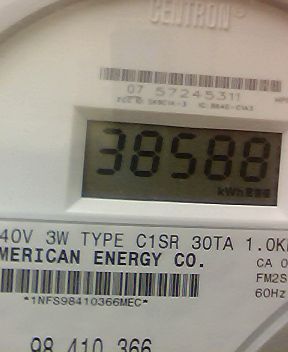 CENTRON®
07 57245311
38588
kWh
40V 3W TYPE C1SR 30TA 1.0K
MERICAN ENERGY CO.
CA 0
FM2S
60Hz
*1NFS98410366MEC*
98 410 366